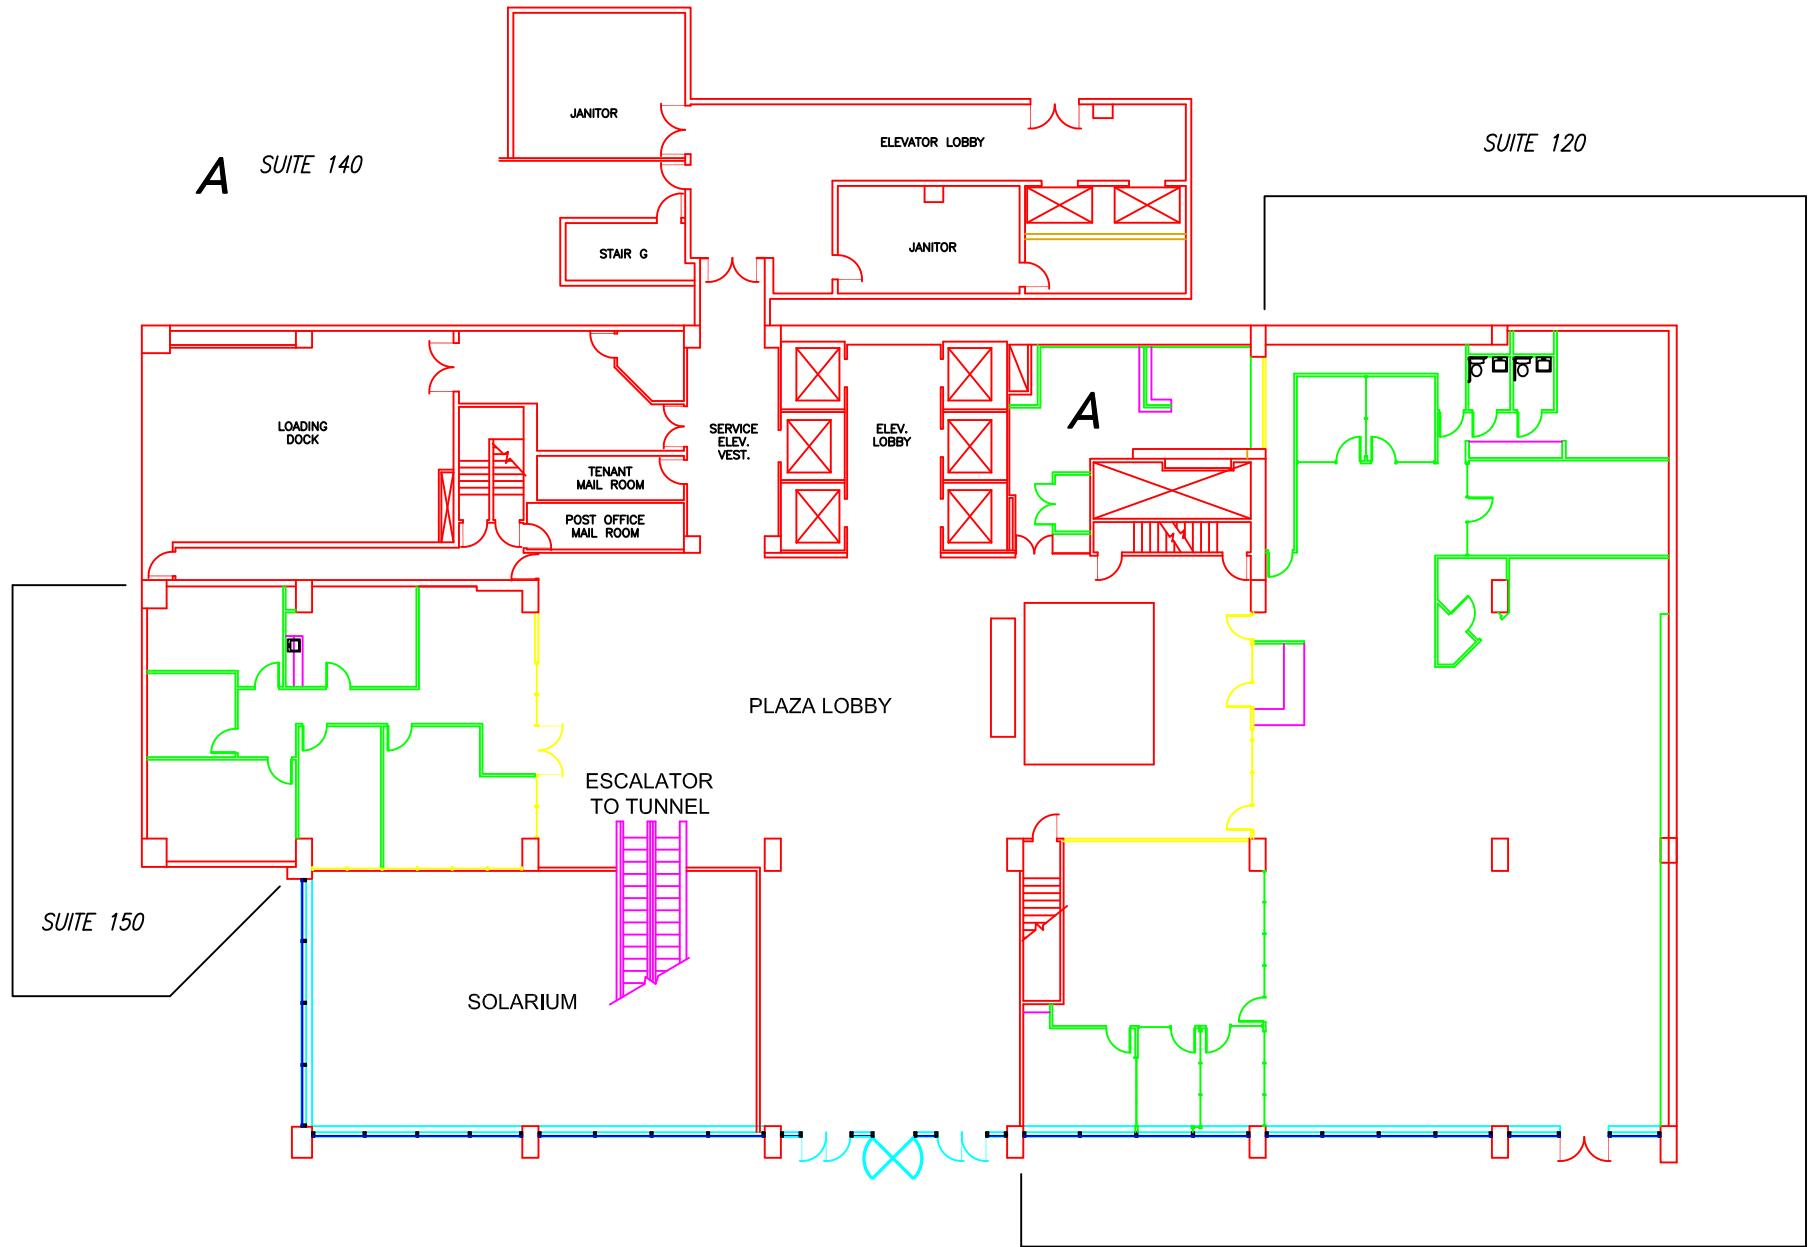 JANITOR
ELEVATOR LOBBY
SUITE 120
A SUITE 140
STAIR G
JANITOR
LOADING
DOCK
SERVICE
ELEV.
VEST.
ELEV.
LOBBY
A
TENANT
MAIL ROOM
POST OFFICE
MAIL ROOM
PLAZA LOBBY
ESCALATOR
TO TUNNEL
SUITE 150
SOLARIUM